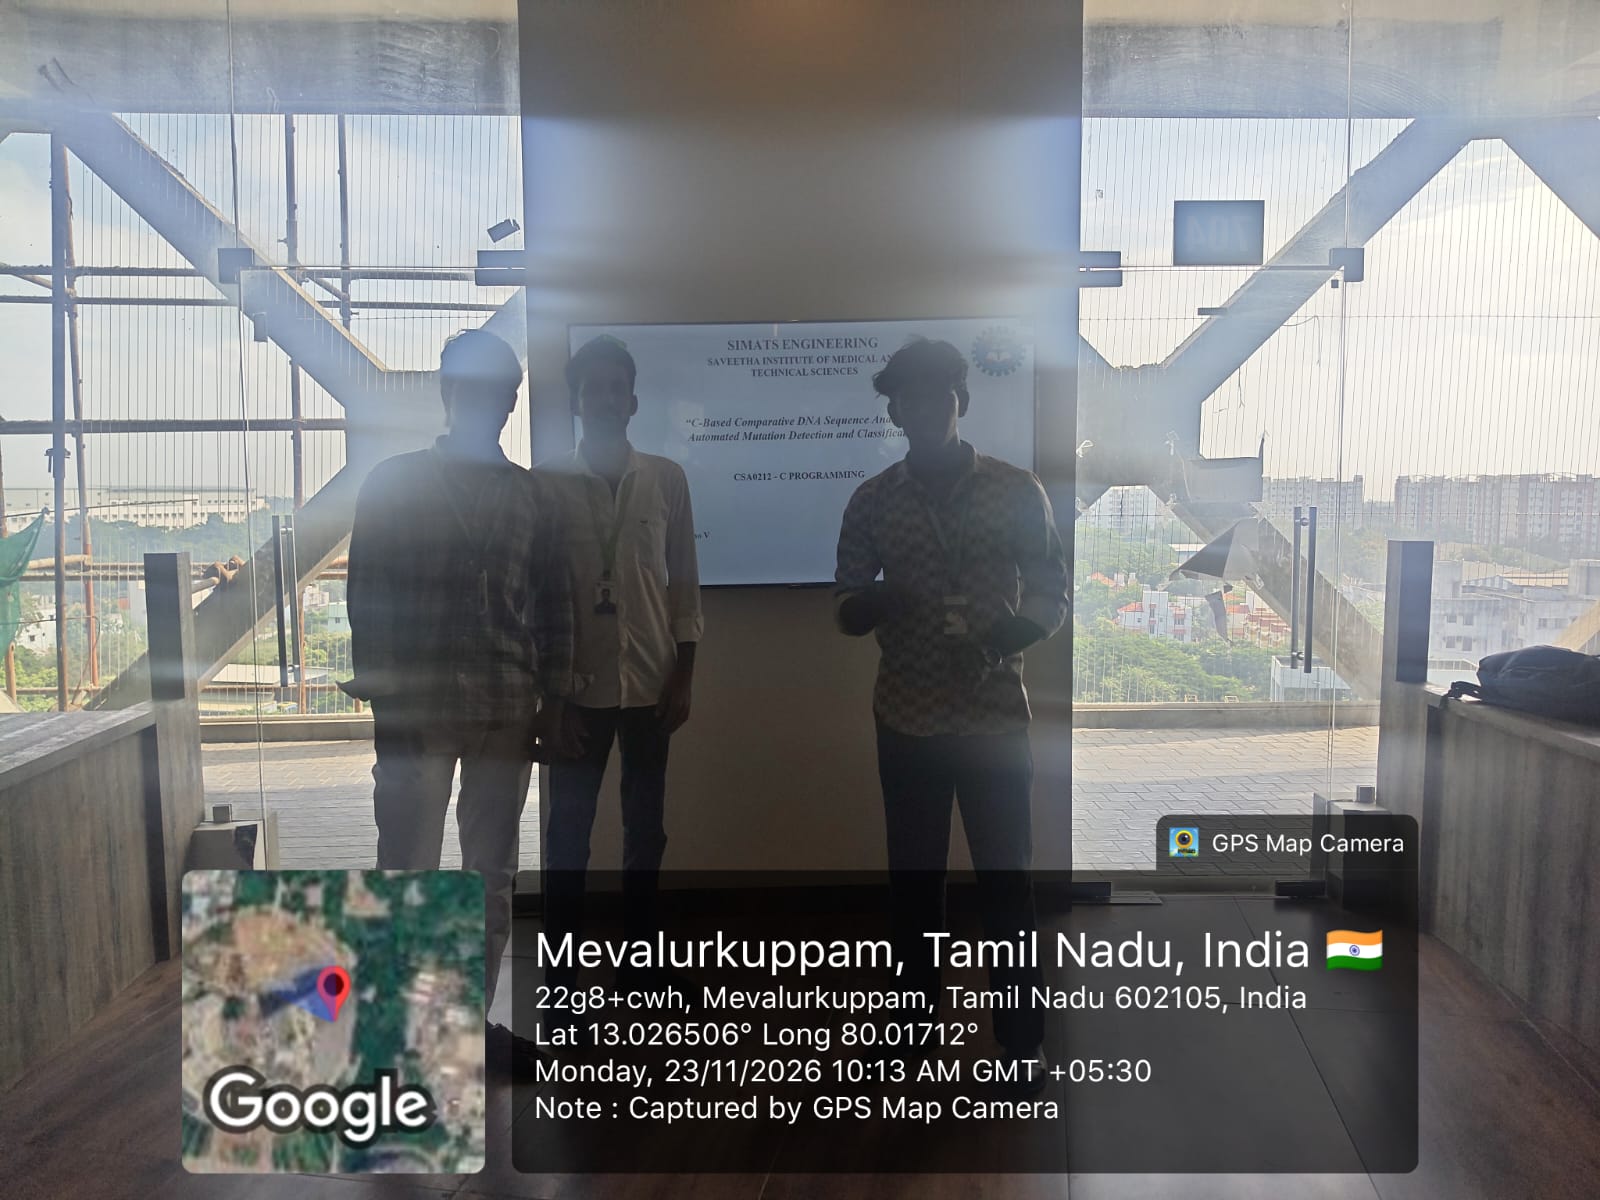 704
SIMATS ENGINEERING
SAVEETHA INSTITUTE OF MEDICAL AN
TECHNICAL SCIENCES
"C-Based Comparative DNA Sequence
Automated Mutation Detection and
CSA0212 - C PROGRAMMING
V
GPS Map Camera
Mevalurkuppam, Tamil Nadu, India
22g8+cwh, Mevalurkuppam, Tamil Nadu 602105, India
Lat 13.026506° Long 80.01712°
Monday, 23/11/2026 10:13 AM GMT +05:30
Note : Captured by GPS Map Camera
Google